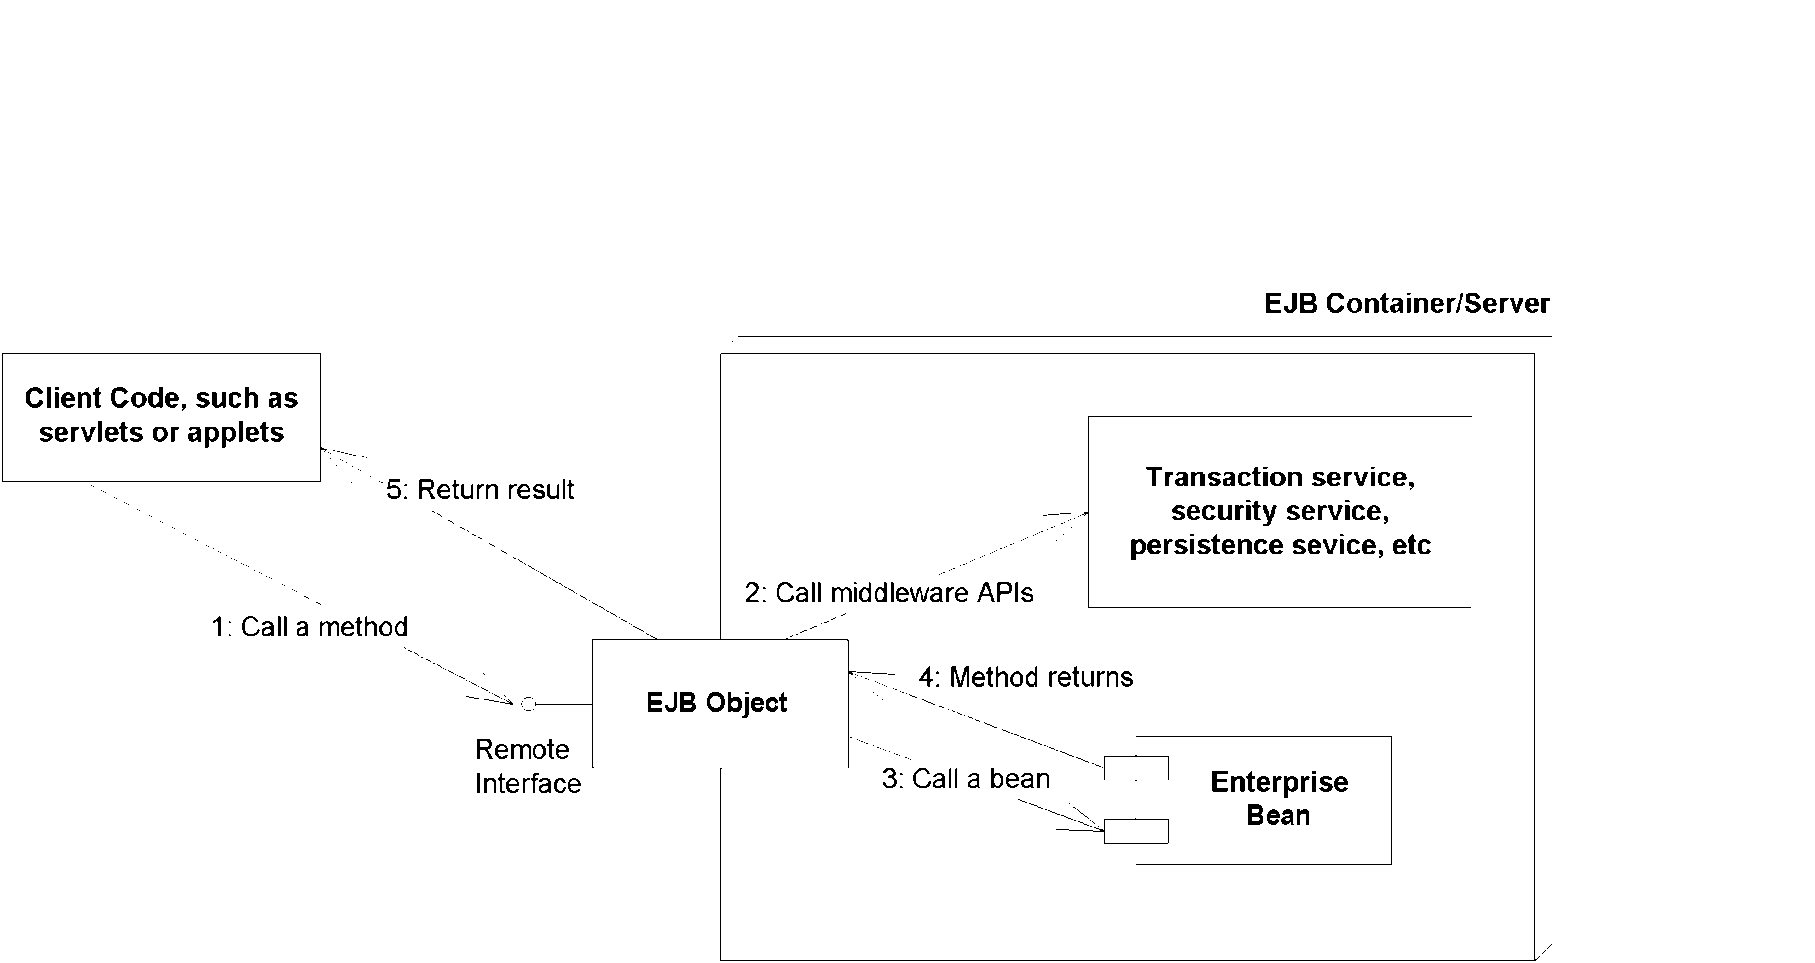 EJB Container/Server
Client Code, such as
servlets or applets
5: Return result
Transaction service,
security service,
persistence sevice, etc
2: Call middleware APIs
1: Call a method
4: Method returns
EJB Object
Remote
Interface
3: Call a bean
Enterprise
Bean